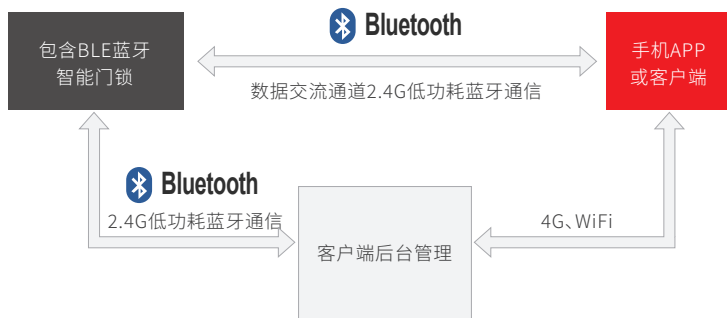 Bluetooth
包含BLE蓝牙
智能门锁
手机APP
或客户端
数据交流通道2.4G低功耗蓝牙通信
Bluetooth
2.4G低功耗蓝牙通信
4G、WiFi
客户端后台管理